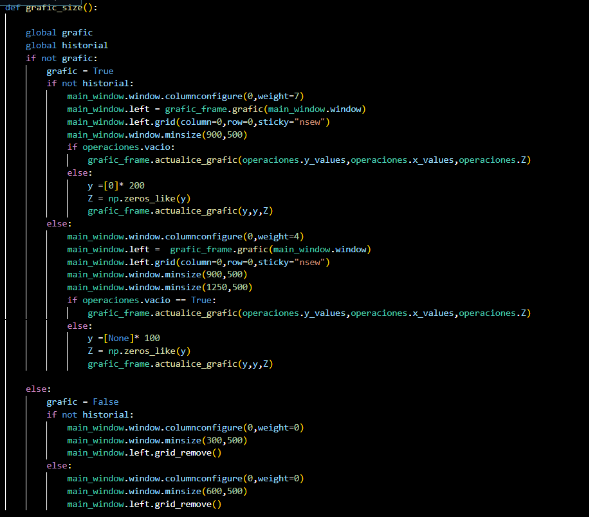 def grafic_size():
    global grafic
    global historial
    if not grafic:
        grafic = True
        if not historial:
            main_window.window.columnconfigure(0,weight=7)
            main_window.left = grafic_frame.grafic(main_window.window)
            main_window.left.grid(column=0,row=0,sticky="nsew")
            main_window.window.minsize(900,500)
            if operaciones.vacio:
                grafic_frame.actualice_grafic(operaciones.y_values,operaciones.x_values,operaciones.Z)
            else:
                y =[0]* 200
                Z = np.zeros_like(y)
                grafic_frame.actualice_grafic(y,y,Z)
        else:
            main_window.window.columnconfigure(0,weight=4)
            main_window.left =  grafic_frame.grafic(main_window.window)
            main_window.left.grid(column=0,row=0,sticky="nsew")
            main_window.window.minsize(900,500)
            main_window.window.minsize(1250,500)
            if operaciones.vacio == True:
                grafic_frame.actualice_grafic(operaciones.y_values,operaciones.x_values,operaciones.Z)
            else:
                y =[None]* 100
                Z = np.zeros_like(y)
                grafic_frame.actualice_grafic(y,y,Z)
    else:
        grafic = False
        if not historial:
            main_window.window.columnconfigure(0,weight=0)
            main_window.window.minsize(300,500)
            main_window.left.grid_remove()
        else:
            main_window.window.columnconfigure(0,weight=0)
            main_window.window.minsize(600,500)
            main_window.left.grid_remove()